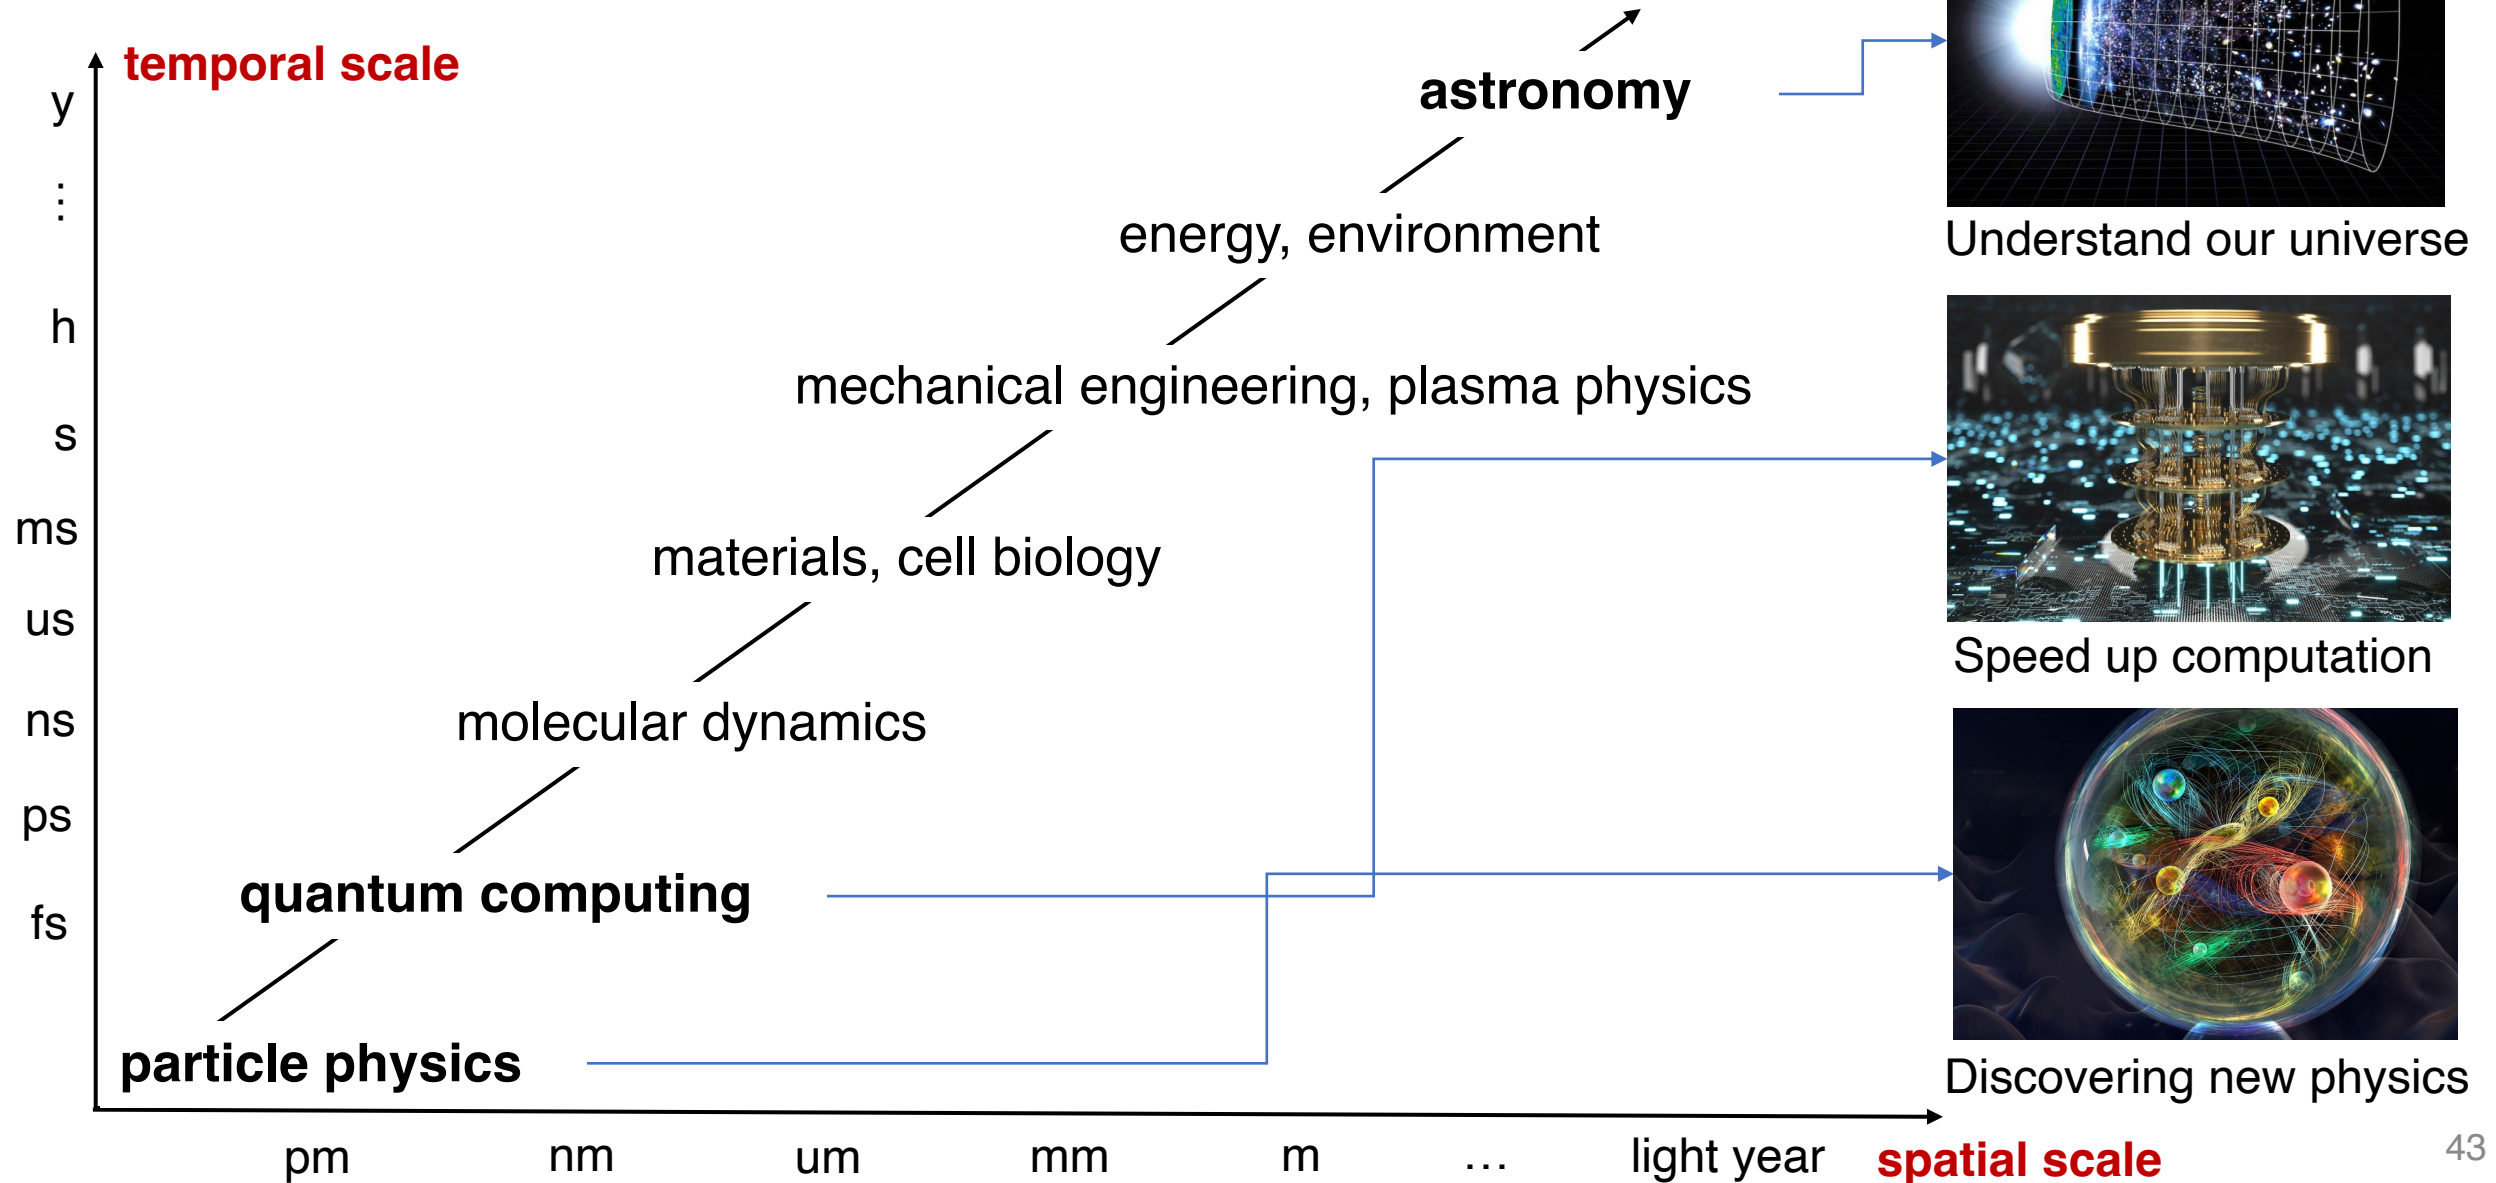 temporal scale
y
⋮
h
s
ms
us
ns
ps
fs
astronomy
energy, environment
mechanical engineering, plasma physics
materials, cell biology
molecular dynamics
quantum computing
particle physics
Understand our universe
Speed up computation
Discovering new physics
pm nm um mm m … light year spatial scale
43